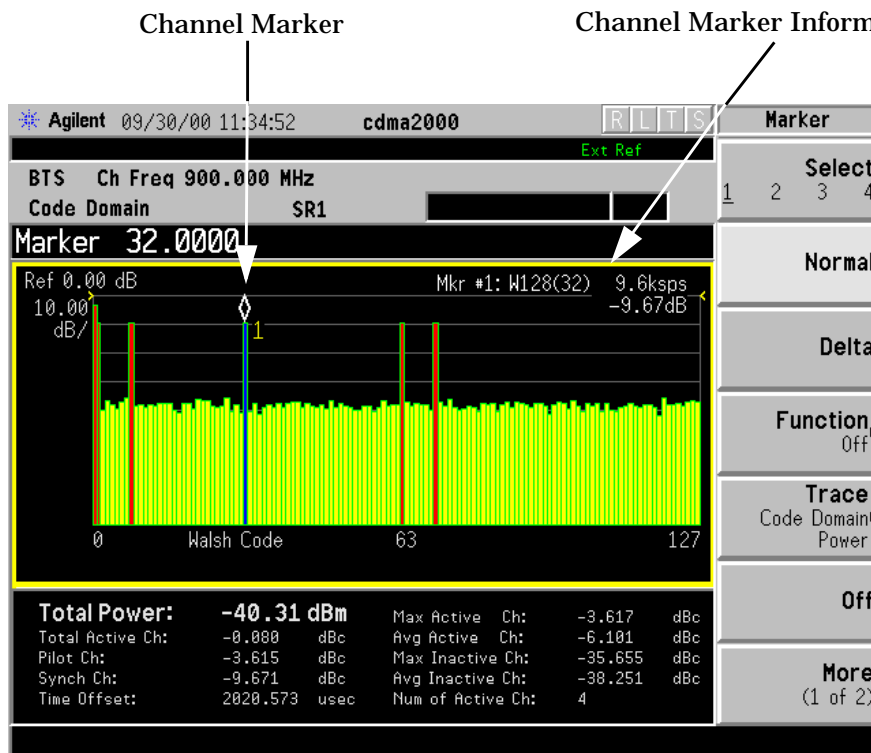 Channel Marker
Channel Marker Inform
Agilent 09/30/00 11:34:52 cdma2000 R L T S
Ext Ref
BTS Ch Freq 900.000 MHz
Code Domain SR1
Marker 32.0000
Ref 0.00 dB
Mkr #1: W128(32) 9.6ksps
-9.67dB
10.00
dB/
1
0 Walsh Code 63 127
Total Power: -40.31 dBm
Total Active Ch: -0.080 dBc
Pilot Ch: -3.615 dBc
Synch Ch: -9.671 dBc
Time Offset: 2020.573 usec
Max Active Ch: -3.617 dBc
Avg Active Ch: -6.101 dBc
Max Inactive Ch: -35.655 dBc
Avg Inactive Ch: -38.251 dBc
Num of Active Ch: 4
Marker
Select
1 2 3 4
Normal
Delta
Function
Off
Trace
Code Domain
Power
Off
More
(1 of 2)